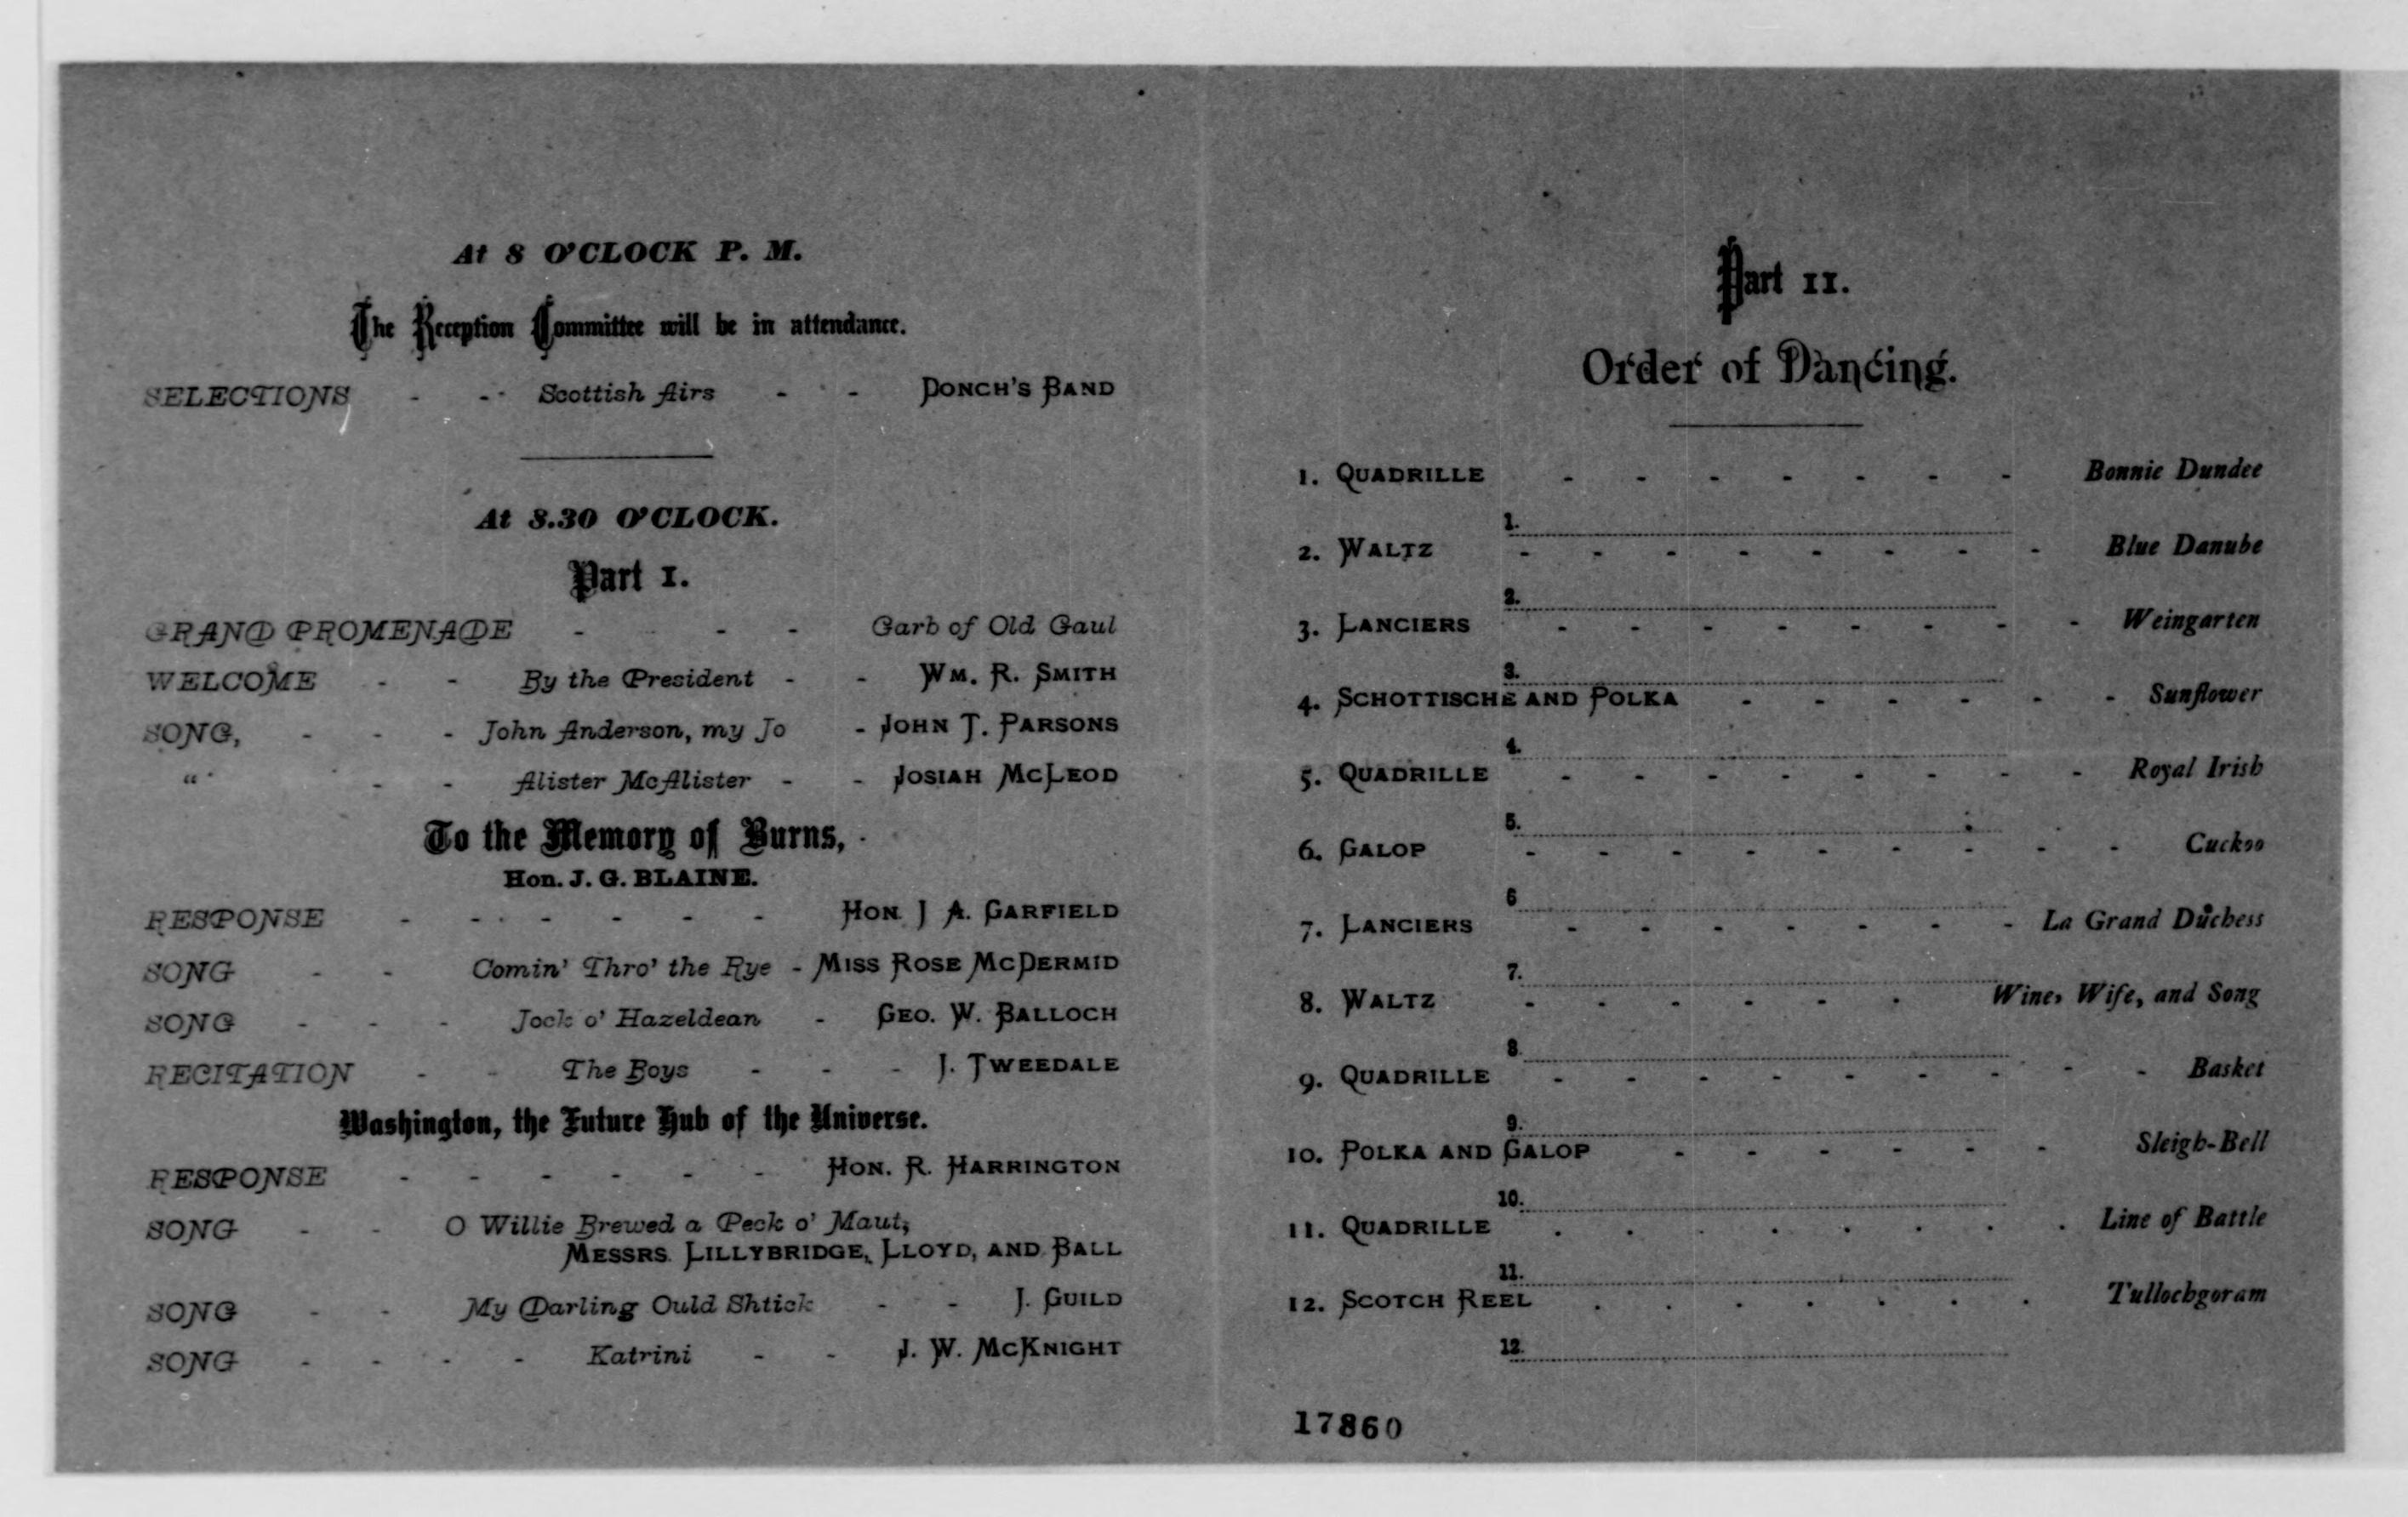 At 8 O'CLOCK P. M.
The Reception Committee will be in attendance.
SELECTIONS - - Scottish Airs - - DONCH'S BAND
At 8.30 O'CLOCK.
Part I.
GRAND PROMENADE - - - Garb of Old Gaul
WELCOME - - By the President - - WM. R. SMITH
SONG, - - - John Anderson, my Jo - JOHN T. PARSONS
" - - Alister McAlister - - JOSIAH MCLEOD
To the Memory of Burns,
Hon. J. G. BLAINE.
RESPONSE - - - - - - HON. J A. GARFIELD
SONG - - Comin' Thro' the Rye - MISS ROSE MCDERMID
SONG - - - Jock o' Hazeldean - GEO. W. BALLOCH
RECITATION - - The Boys - - - J. TWEEDALE
Washington, the Future Hub of the Universe.
RESPONSE - - - - - - HON. R. HARRINGTON
SONG - - O Willie Brewed a Peck o' Maut,
MESSRS. LILLYBRIDGE, LLOYD, AND BALL
SONG - - My Darling Ould Shtick - - J. GUILD
SONG - - - - Katrini - - J. W. MCKNIGHT
Part II.
Order of Dancing.
1. QUADRILLE - - - - - - - Bonnie Dundee
1.
2. WALTZ - - - - - - - - Blue Danube
2.
3. LANCIERS - - - - - - - - Weingarten
3.
4. SCHOTTISCHE AND POLKA - - - - - - Sunflower
4.
5. QUADRILLE - - - - - - - - Royal Irish
5.
6. GALOP - - - - - - - - - Cuckoo
6
7. LANCIERS - - - - - - - La Grand Duchess
7.
8. WALTZ - - - - - - Wine, Wife, and Song
8.
9. QUADRILLE - - - - - - - - - Basket
9.
10. POLKA AND GALOP - - - - - - Sleigh-Bell
10.
11. QUADRILLE . . . . . . . . Line of Battle
11.
12. SCOTCH REEL . . . . . . . Tullochgoram
12.
17860